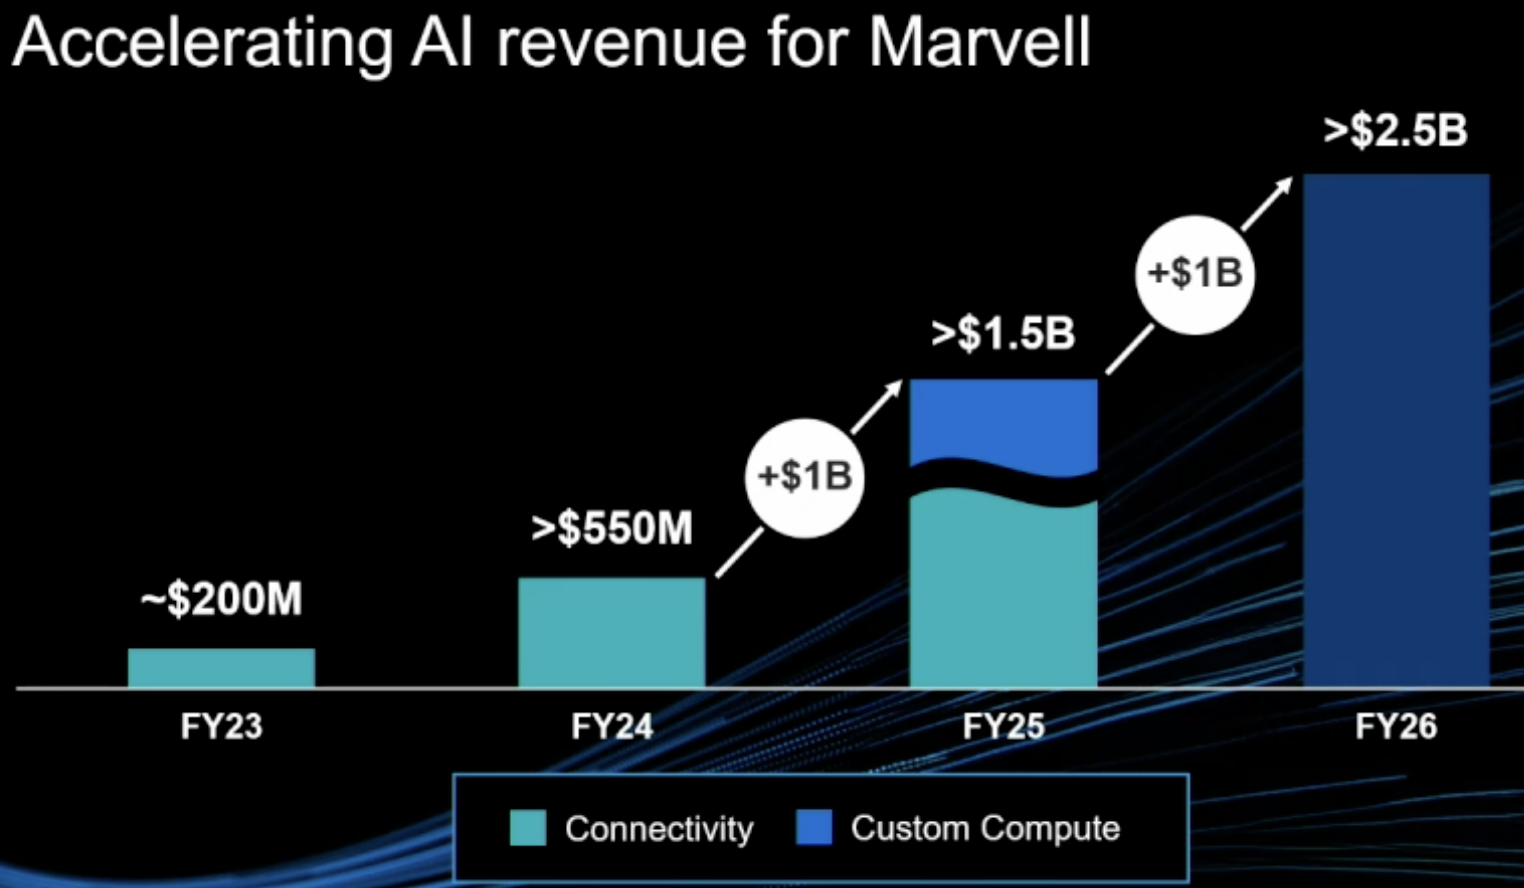 Accelerating AI revenue for Marvell
>$2.5B
+$1B
>$1.5B
+$1B
>$550M
~$200M
FY23
FY24
FY25
FY26
Connectivity
Custom Compute